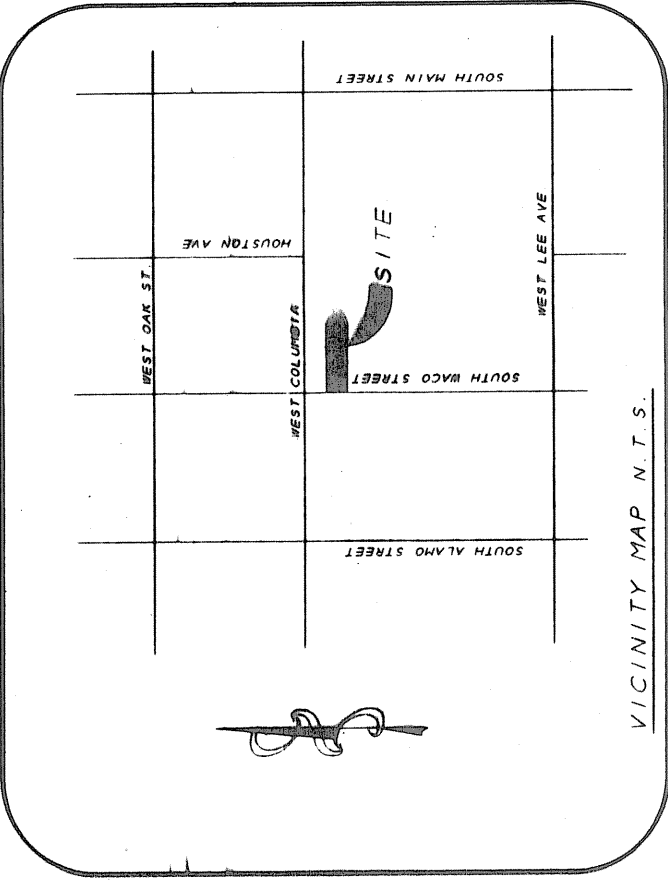 SOUTH MAIN STREET
HOUSTON AVE
SITE
WEST LEE AVE
WEST OAK ST.
WEST COLUMBIA
SOUTH WACO STREET
SOUTH ALAMO STREET
VICINITY MAP N.T.S.